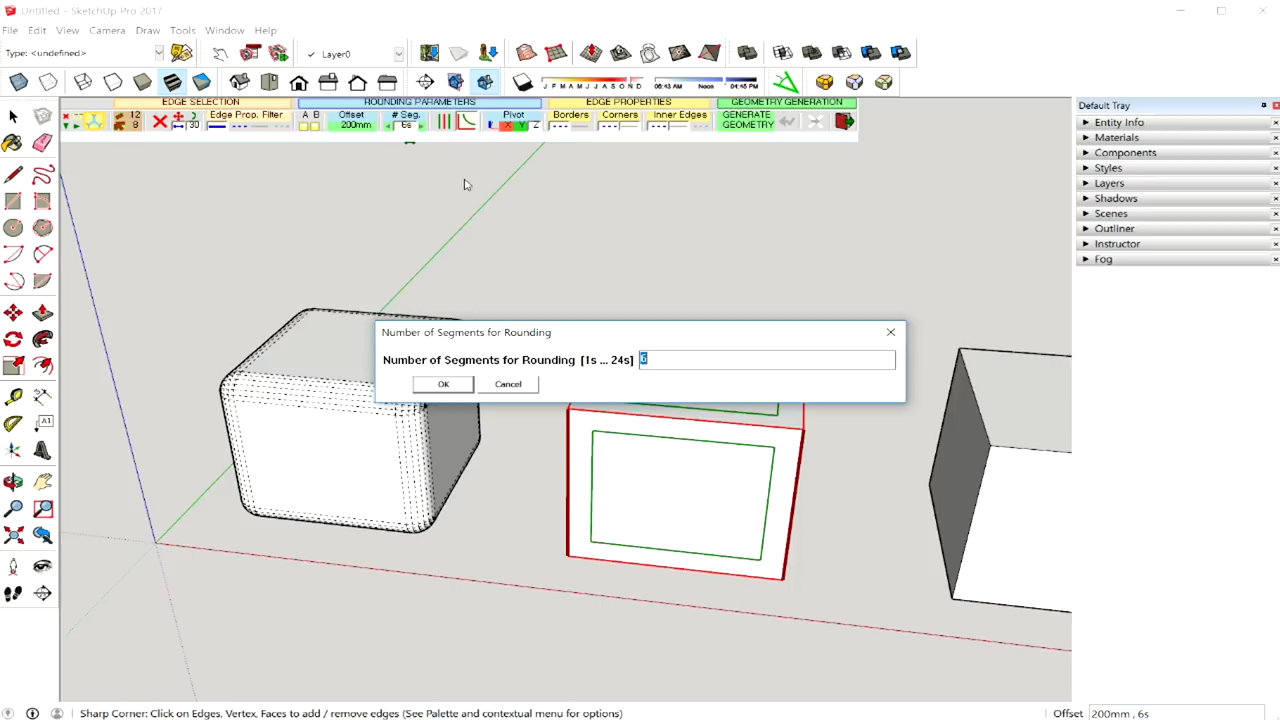 Untitled - SketchUp Pro 2017
File Edit View Camera Draw Tools Window Help
Type: <undefined>
Layer0
J F M A M J J A S O N D
06:43 AM Noon 04:45 PM
EDGE SELECTION ROUNDING PARAMETERS EDGE PROPERTIES GEOMETRY GENERATION
12 8
30
Edge Prop. Filter
A B
Offset 200mm
# Seg. 6s
Pivot X Y Z
Borders Corners Inner Edges
GENERATE GEOMETRY
Default Tray
Entity Info
Materials
Components
Styles
Layers
Shadows
Scenes
Outliner
Instructor
Fog
A1
Number of Segments for Rounding
Number of Segments for Rounding [1s ... 24s] 6
OK Cancel
Sharp Corner: Click on Edges, Vertex, Faces to add / remove edges (See Palette and contextual menu for options)
Offset 200mm , 6s